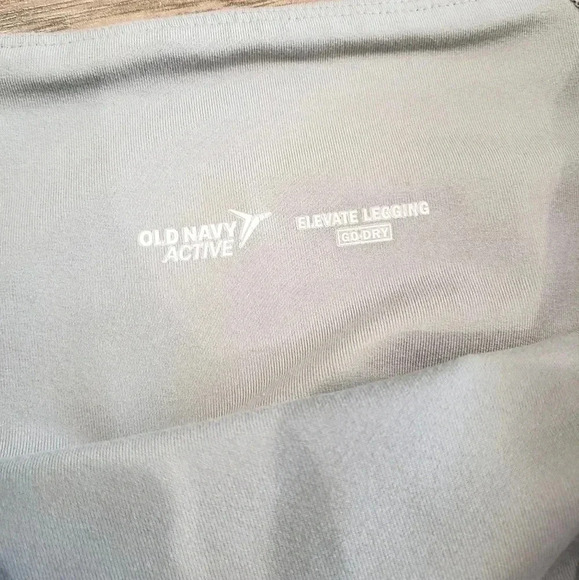 OLD NAVY
ACTIVE
ELEVATE LEGGING
GO-DRY